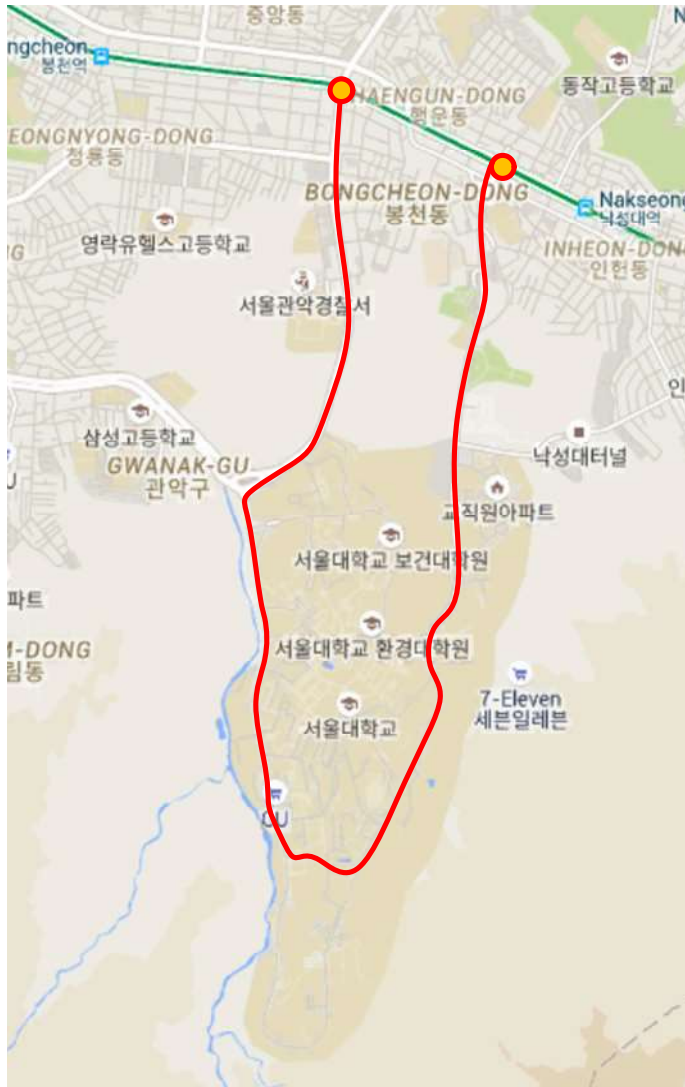 중앙동
ngcheon
봉천역
N
동작고등학교
HAENGUN-DONG
행운동
EONGNYONG-DONG
청룡동
BONGCHEON-DONG
봉천동
Nakseong
낙성대역
영락유헬스고등학교
NG
INHEON-DONG
인헌동
서울관악경찰서
인
삼성고등학교
GWANAK-GU
관악구
U
낙성대터널
교직원아파트
서울대학교 보건대학원
파트
서울대학교 환경대학원
M-DONG
림동
7-Eleven
세븐일레븐
서울대학교
CU